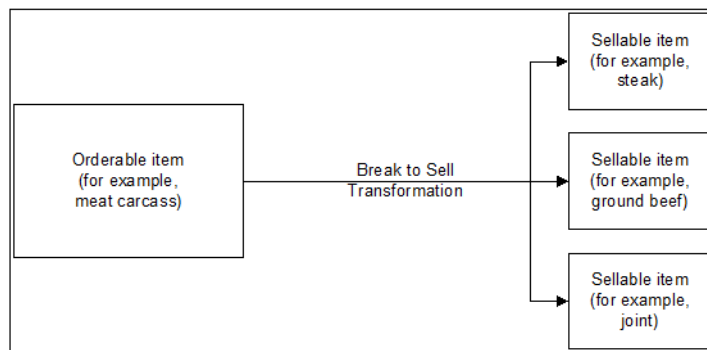 Orderable item
(for example,
meat carcass)
Break to Sell
Transformation
Sellable item
(for example,
steak)
Sellable item
(for example,
ground beef)
Sellable item
(for example,
joint)